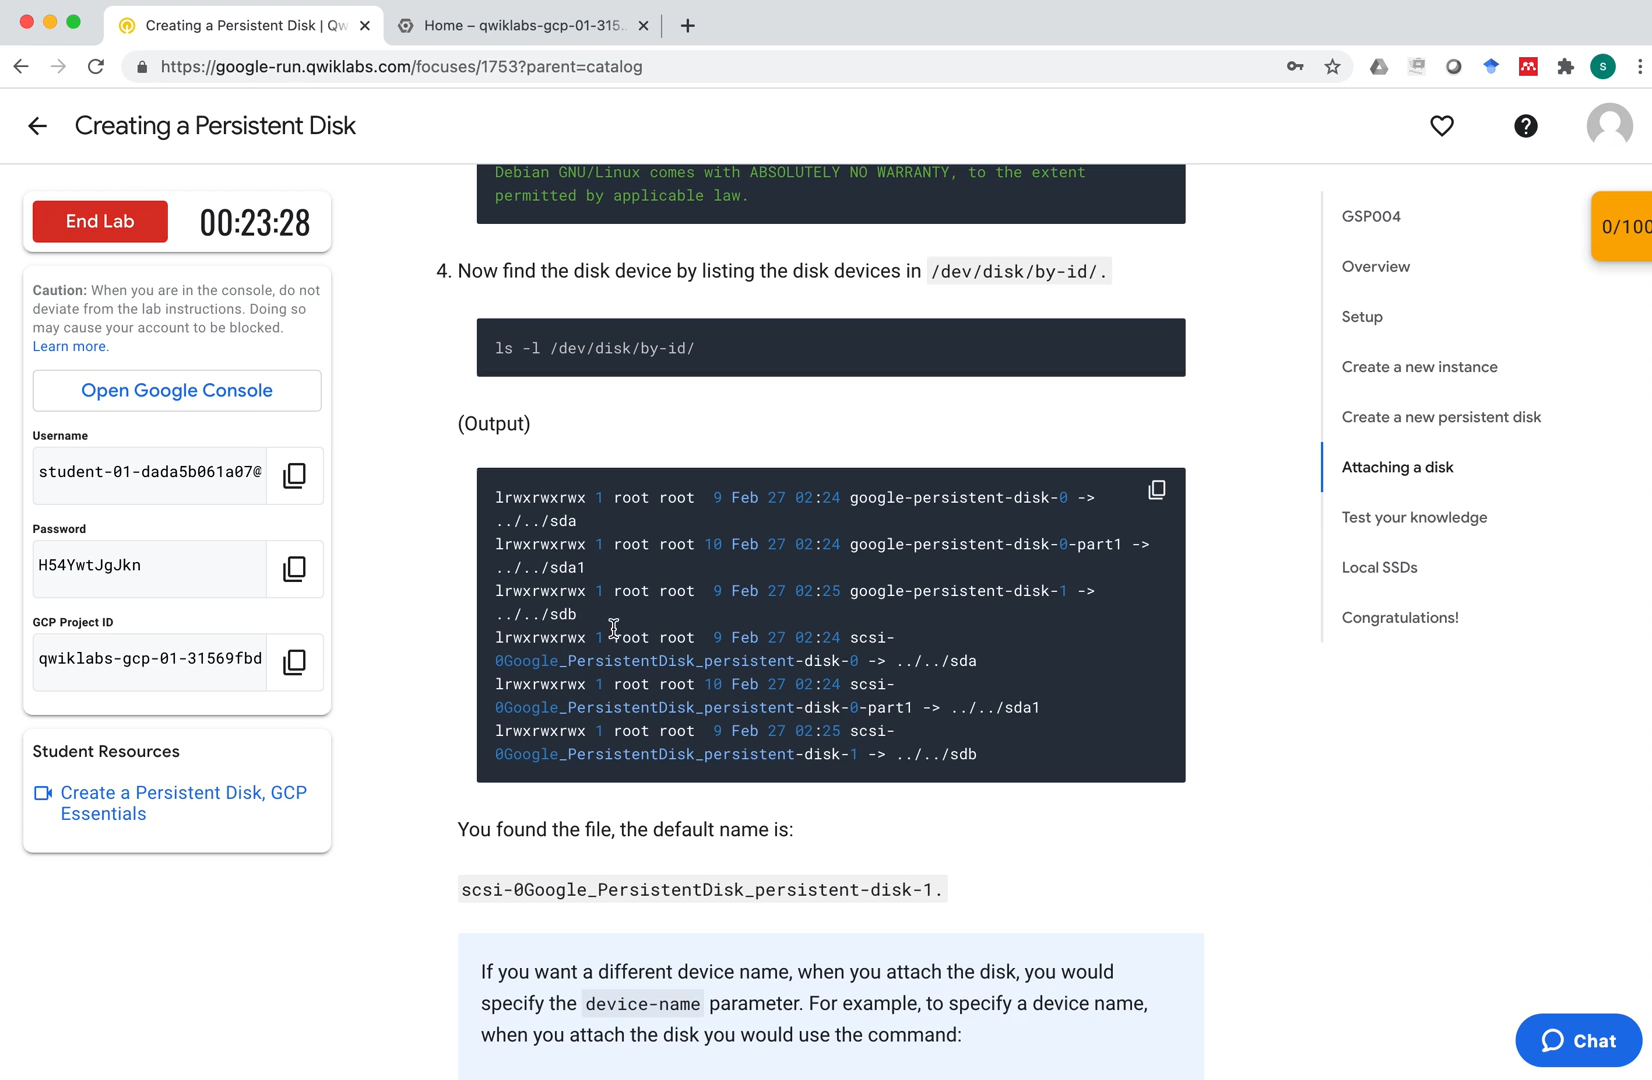 Creating a Persistent Disk | Qw
Home – qwiklabs-gcp-01-315..
https://google-run.qwiklabs.com/focuses/1753?parent=catalog
S
Creating a Persistent Disk
End Lab
00:23:28
Caution: When you are in the console, do not
deviate from the lab instructions. Doing so
may cause your account to be blocked.
Learn more.
Open Google Console
Username
student-01-dada5b061a07@
Password
H54YwtJgJkn
GCP Project ID
qwiklabs-gcp-01-31569fbd
Student Resources
Create a Persistent Disk, GCP
Essentials
Debian GNU/Linux comes with ABSOLUTELY NO WARRANTY, to the extent
permitted by applicable law.
4. Now find the disk device by listing the disk devices in /dev/disk/by-id/.
ls -l /dev/disk/by-id/
(Output)
lrwxrwxrwx 1 root root  9 Feb 27 02:24 google-persistent-disk-0 ->
../../sda
lrwxrwxrwx 1 root root 10 Feb 27 02:24 google-persistent-disk-0-part1 ->
../../sda1
lrwxrwxrwx 1 root root  9 Feb 27 02:25 google-persistent-disk-1 ->
../../sdb
lrwxrwxrwx 1 root root  9 Feb 27 02:24 scsi-
0Google_PersistentDisk_persistent-disk-0 -> ../../sda
lrwxrwxrwx 1 root root 10 Feb 27 02:24 scsi-
0Google_PersistentDisk_persistent-disk-0-part1 -> ../../sda1
lrwxrwxrwx 1 root root  9 Feb 27 02:25 scsi-
0Google_PersistentDisk_persistent-disk-1 -> ../../sdb
You found the file, the default name is:
scsi-0Google_PersistentDisk_persistent-disk-1.
If you want a different device name, when you attach the disk, you would
specify the device-name parameter. For example, to specify a device name,
when you attach the disk you would use the command:
GSP004
Overview
Setup
Create a new instance
Create a new persistent disk
Attaching a disk
Test your knowledge
Local SSDs
Congratulations!
0/100
Chat